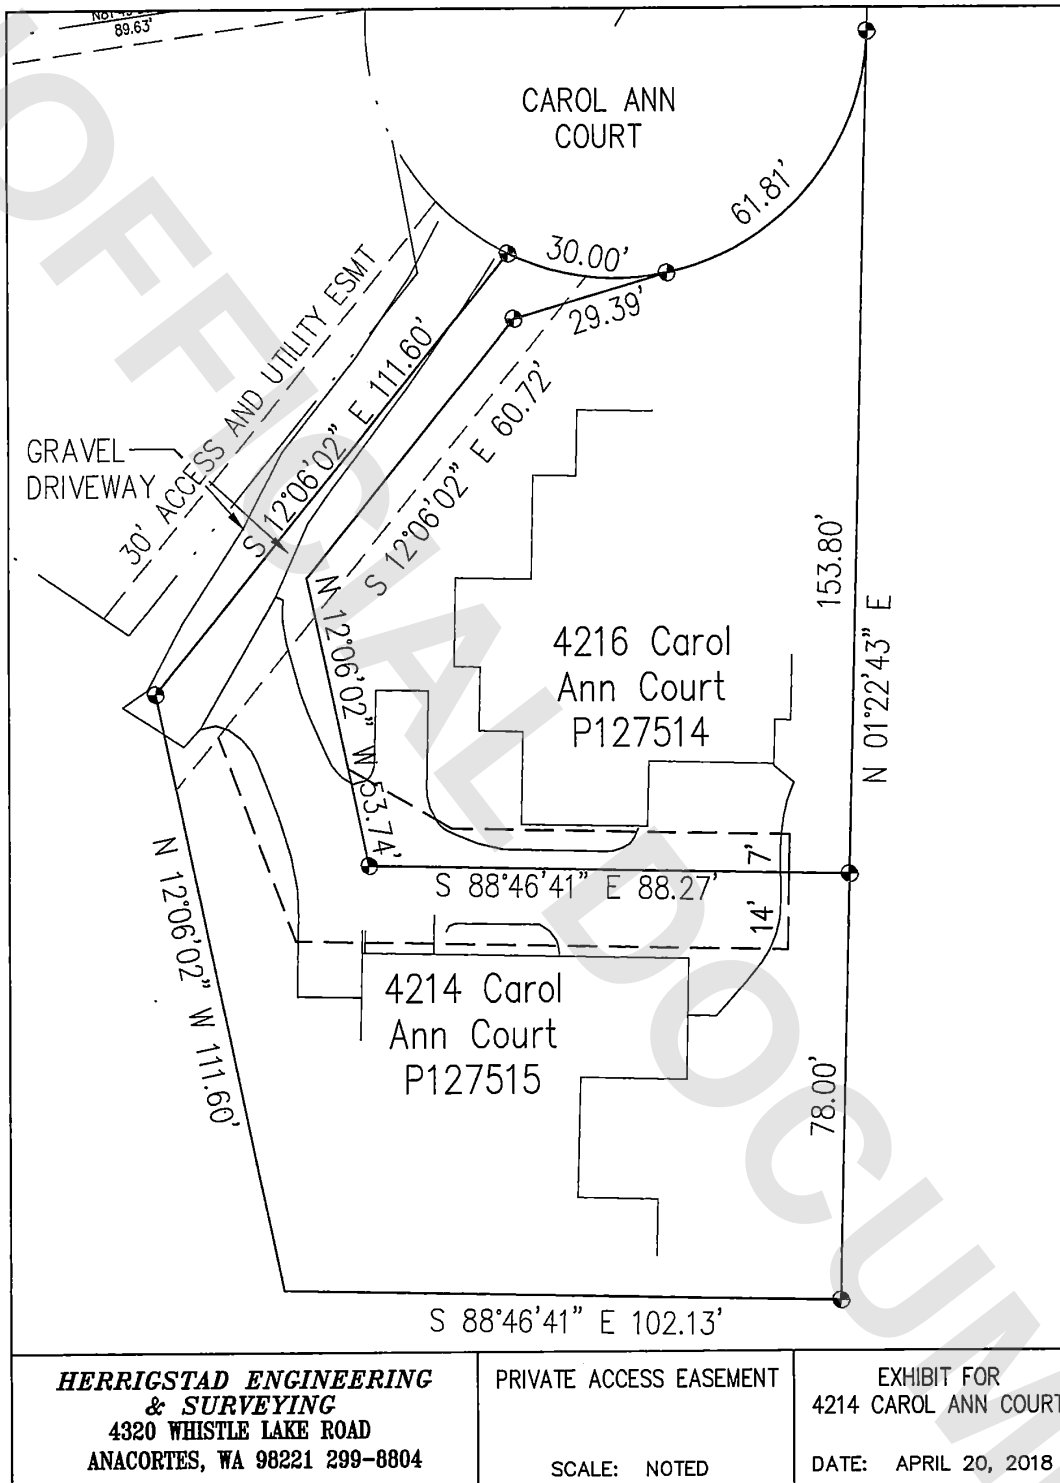 89.63'
CAROL ANN
COURT
61.81'
30.00'
29.39'
30' ACCESS AND UTILITY ESMT
S 12°06'02" E 111.60'
S 12°06'02" E 60.72'
GRAVEL
DRIVEWAY
N 12°06'02" W 53.74'
153.80'
N 01°22'43" E
4216 Carol
Ann Court
P127514
7'
S 88°46'41" E 88.27'
14'
N 12°06'02" W 111.60'
4214 Carol
Ann Court
P127515
78.00'
S 88°46'41" E 102.13'
HERRIGSTAD ENGINEERING
& SURVEYING
4320 WHISTLE LAKE ROAD
ANACORTES, WA 98221 299-8804
PRIVATE ACCESS EASEMENT
SCALE: NOTED
EXHIBIT FOR
4214 CAROL ANN COURT
DATE: APRIL 20, 2018
OFFICIAL DOCUM